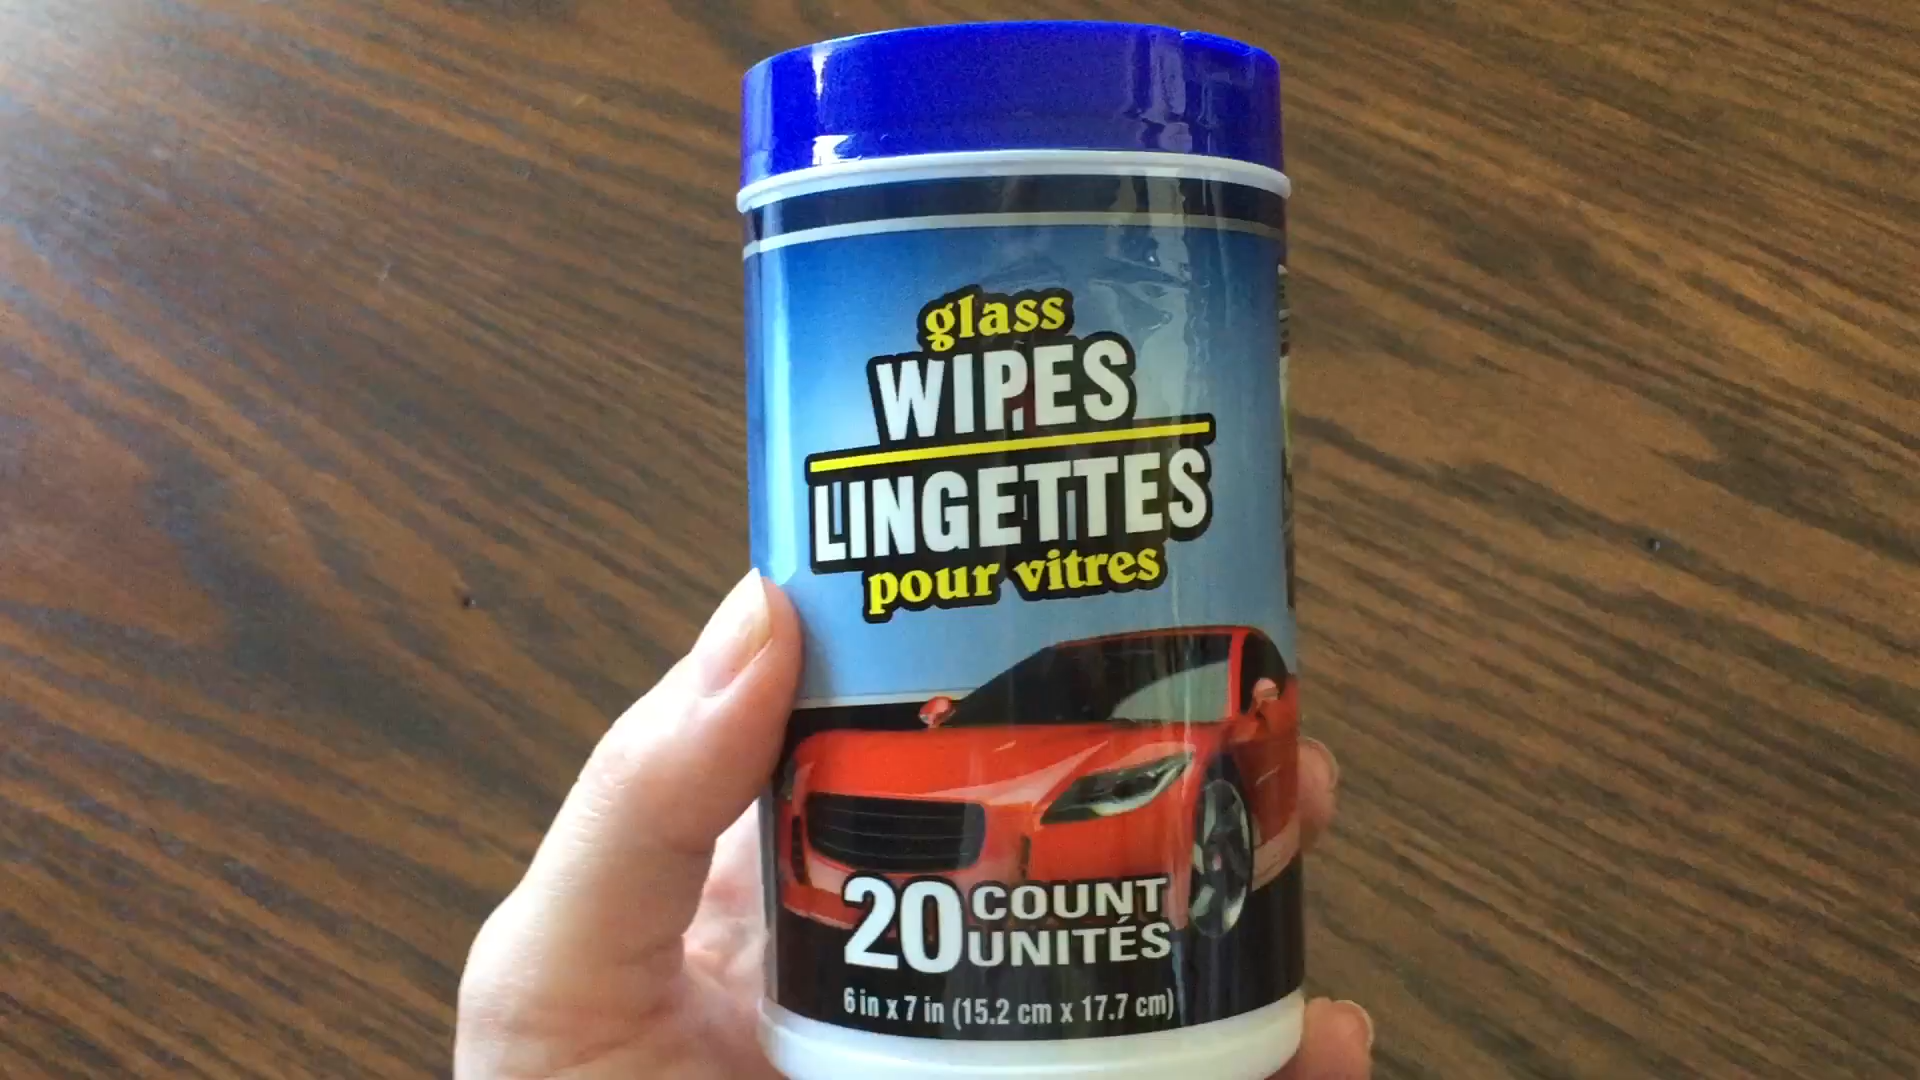 glass
WIPES
LINGETTES
pour vitres
20 COUNT
UNITÉS
6 in x 7 in (15.2 cm x 17.7 cm)